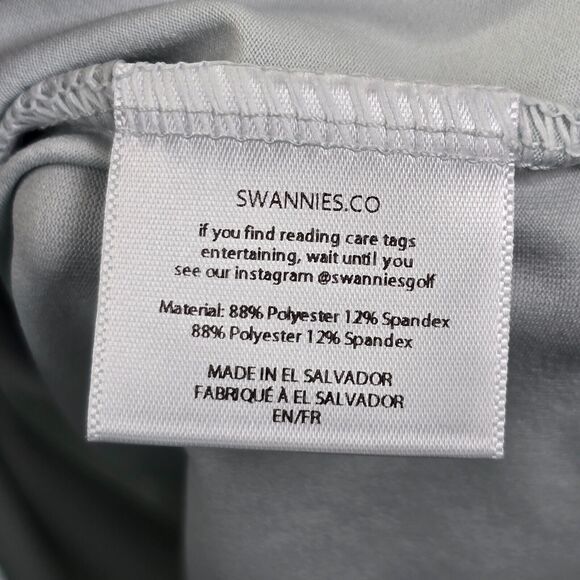 SWANNIES.CO
if you find reading care tags
entertaining, wait until you
see our instagram @swanniesgolf
Material: 88% Polyester 12% Spandex
88% Polyester 12% Spandex
MADE IN EL SALVADOR
FABRIQUÉ À EL SALVADOR
EN/FR